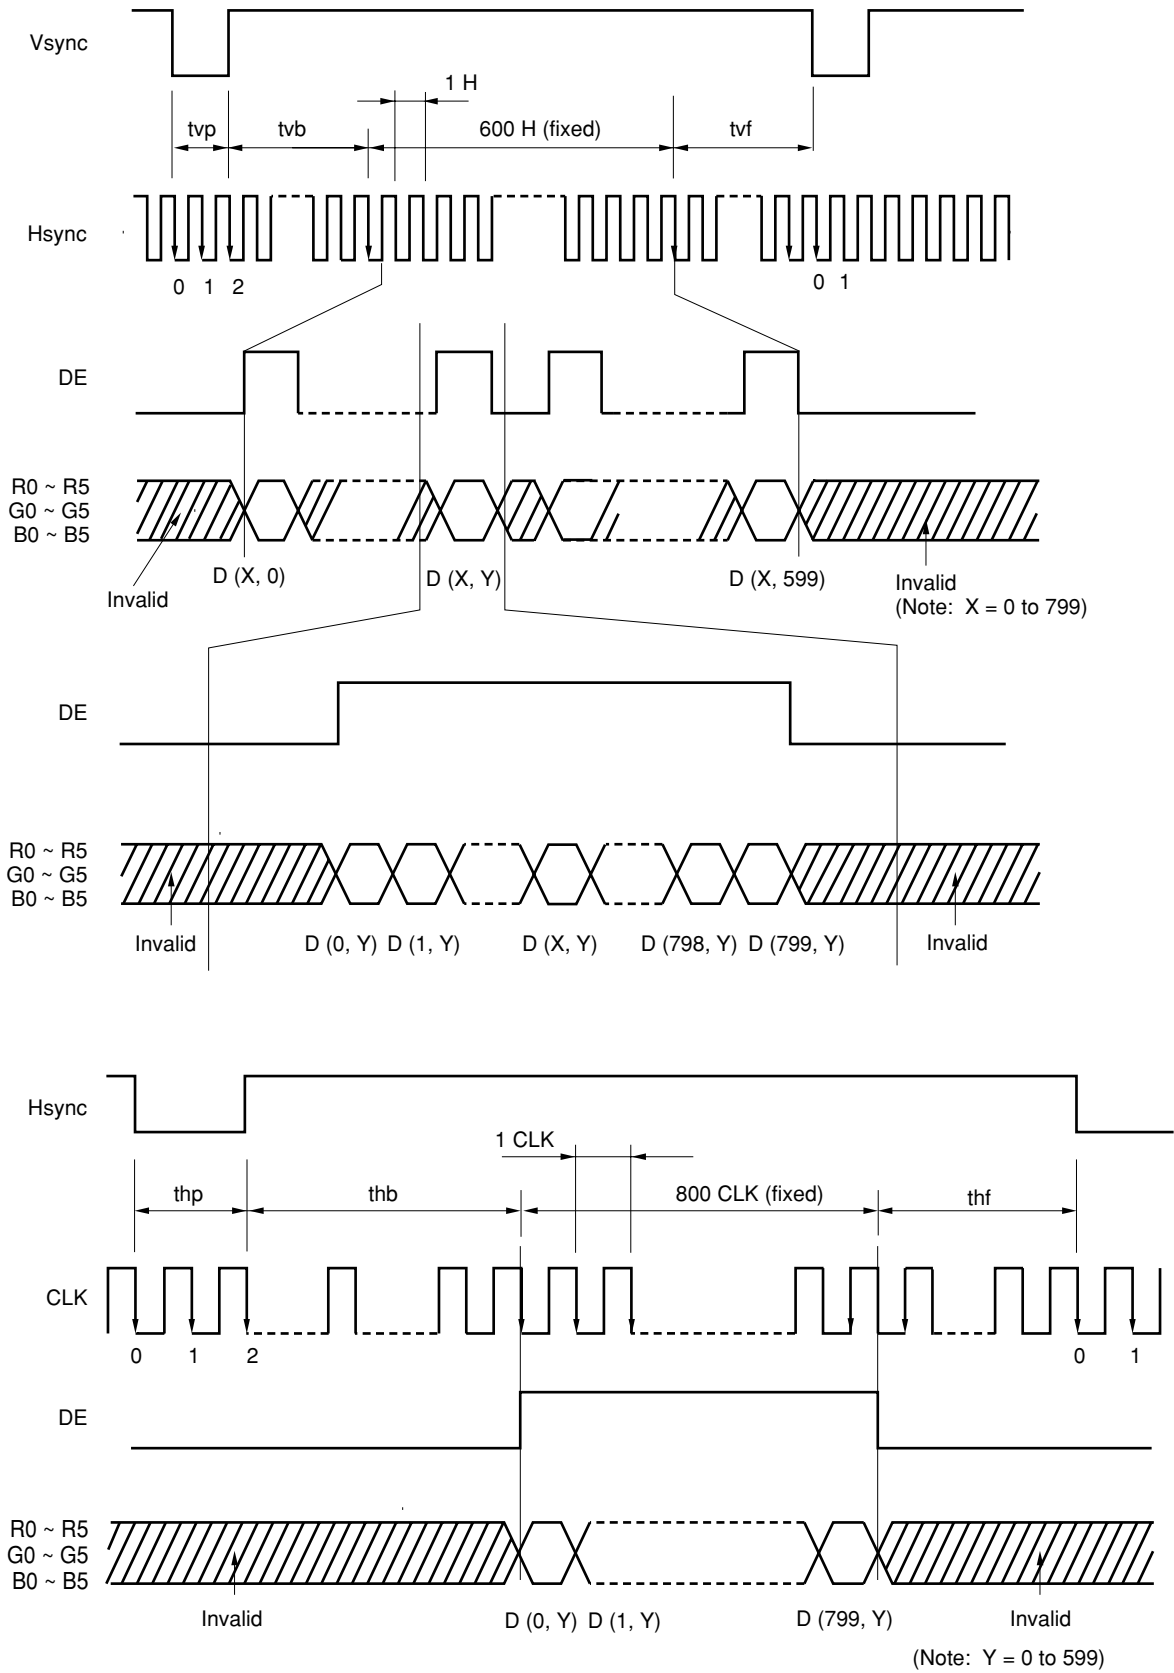 Vsync
1 H
tvp tvb 600 H (fixed) tvf
Hsync
0 1 2 0 1
DE
R0 ~ R5
G0 ~ G5
B0 ~ B5
D (X, 0) D (X, Y) D (X, 599)
Invalid
Invalid
(Note: X = 0 to 799)
DE
R0 ~ R5
G0 ~ G5
B0 ~ B5
Invalid D (0, Y) D (1, Y) D (X, Y) D (798, Y) D (799, Y) Invalid
Hsync
1 CLK
thp thb 800 CLK (fixed) thf
CLK
0 1 2 0 1
DE
R0 ~ R5
G0 ~ G5
B0 ~ B5
Invalid D (0, Y) D (1, Y) D (799, Y) Invalid
(Note: Y = 0 to 599)